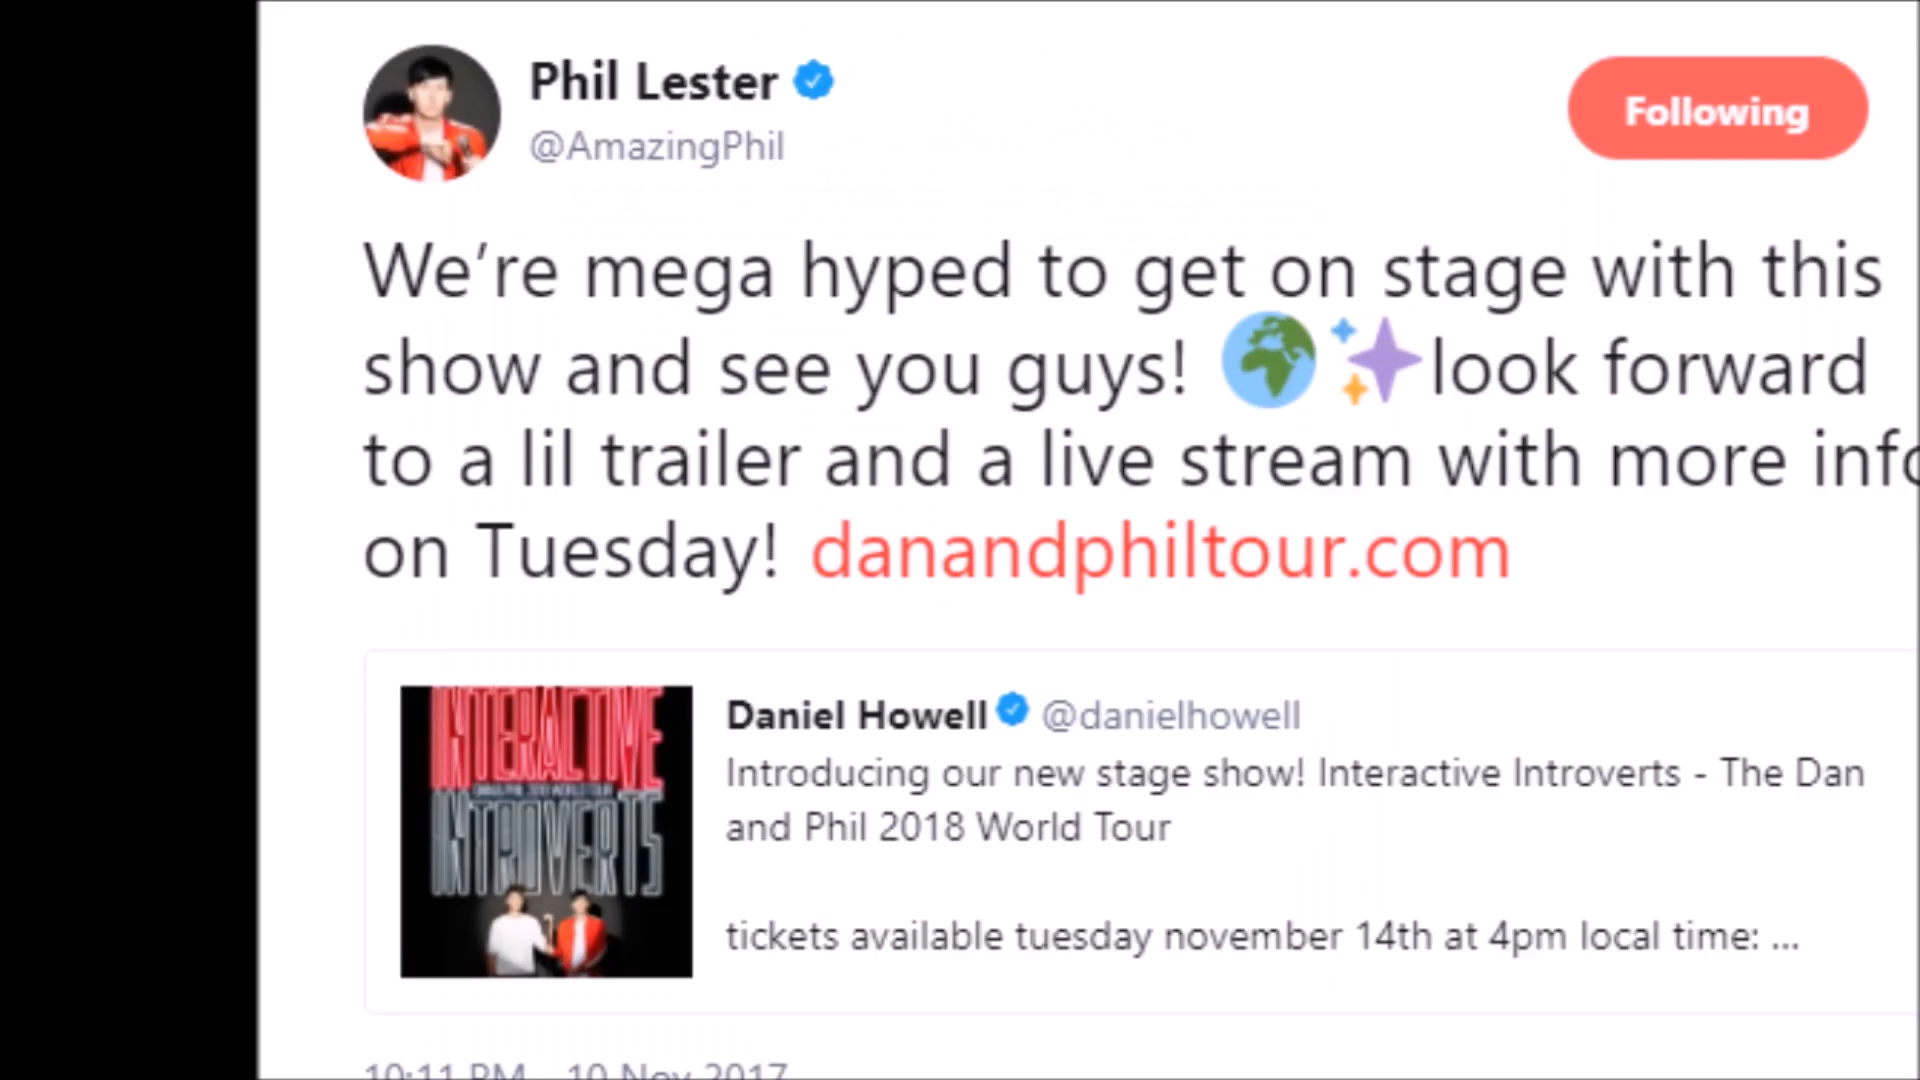 Phil Lester
@AmazingPhil
Following
We're mega hyped to get on stage with this
show and see you guys! 🌍✨look forward
to a lil trailer and a live stream with more info
on Tuesday! danandphiltour.com
INTERACTIVE
INTROVERTS
Daniel Howell @danielhowell
Introducing our new stage show! Interactive Introverts - The Dan
and Phil 2018 World Tour
tickets available tuesday november 14th at 4pm local time: ...
10:11 PM 10 Nov 2017